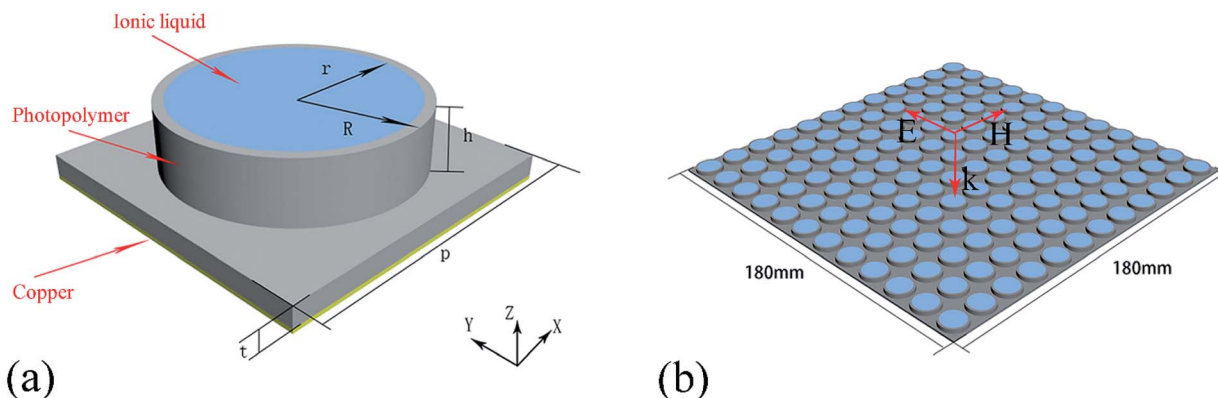 Ionic liquid
r
Photopolymer
R
h
p
Copper
t
Z
Y
X
(a)
E
H
k
180mm
180mm
(b)